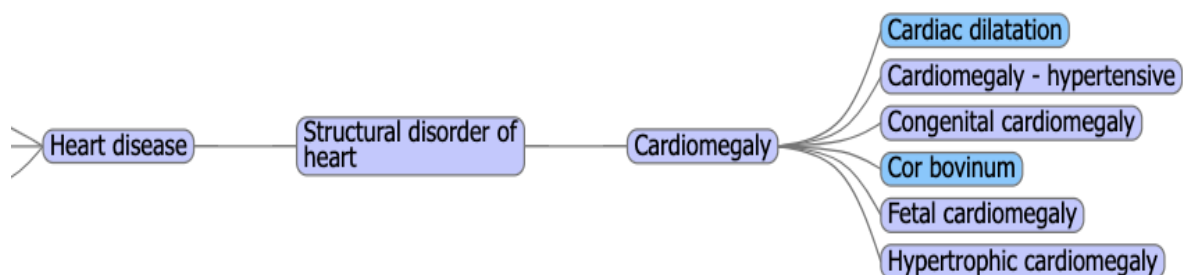 Heart disease
Structural disorder of
heart
Cardiomegaly
Cardiac dilatation
Cardiomegaly - hypertensive
Congenital cardiomegaly
Cor bovinum
Fetal cardiomegaly
Hypertrophic cardiomegaly